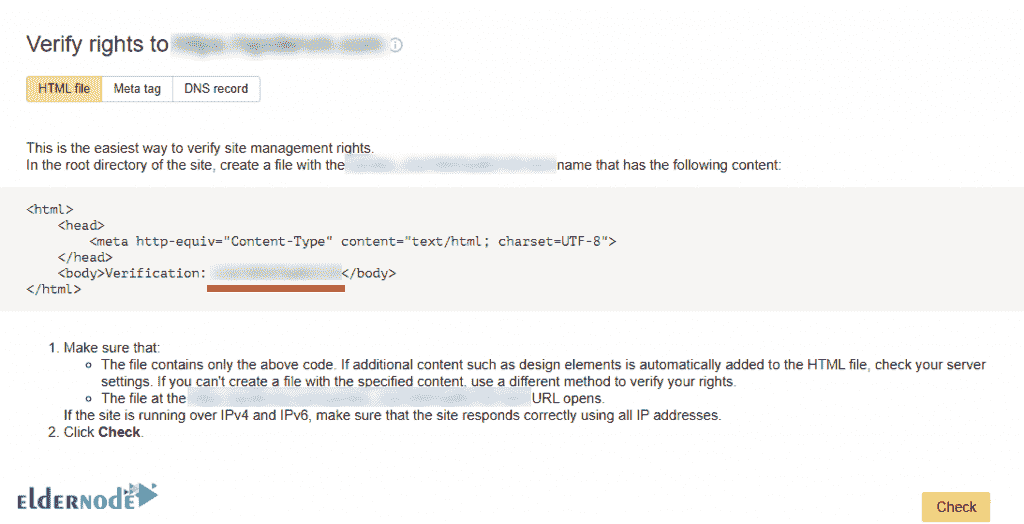 Verify rights to
HTML file Meta tag DNS record
This is the easiest way to verify site management rights.
In the root directory of the site, create a file with the name that has the following content:
<html>
<head>
<meta http-equiv="Content-Type" content="text/html; charset=UTF-8">
</head>
<body>Verification: </body>
</html>
1. Make sure that:
The file contains only the above code. If additional content such as design elements is automatically added to the HTML file, check your server
settings. If you can't create a file with the specified content, use a different method to verify your rights.
The file at the URL opens.
If the site is running over IPv4 and IPv6, make sure that the site responds correctly using all IP addresses.
2. Click Check.
ELDERNODE
Check